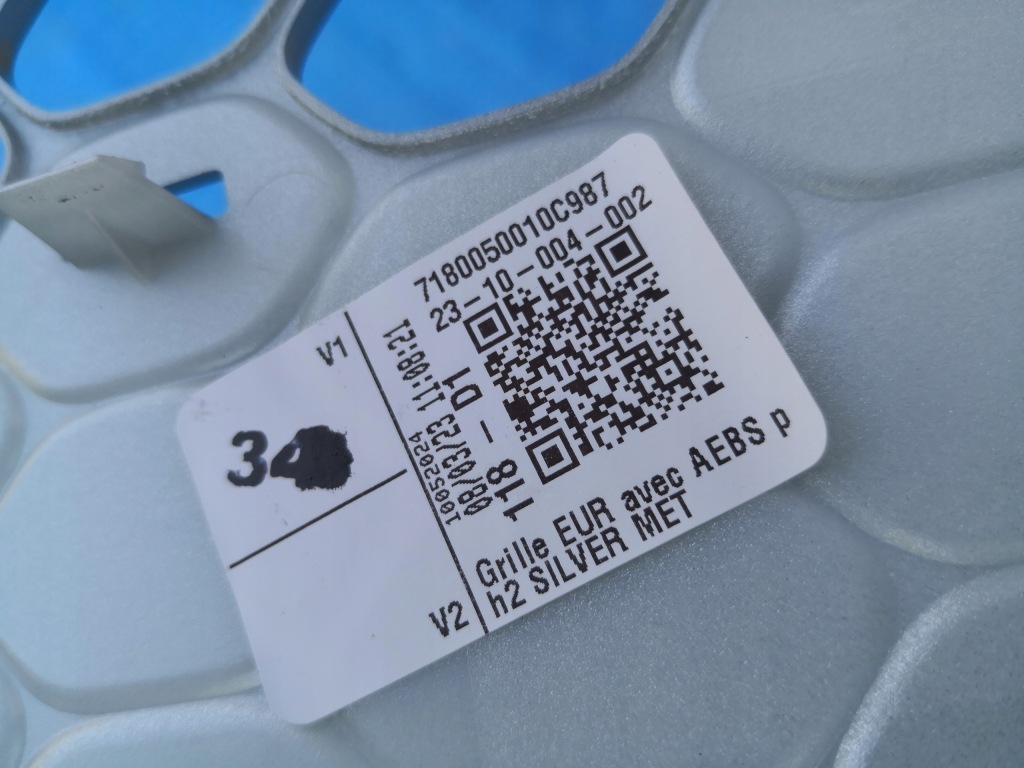 7180050010C987
23-10-004-002
118 - D1
08/03/23 11:08:21
10052024
V1
34
V2
Grille EUR avec AEBS p
h2 SILVER MET